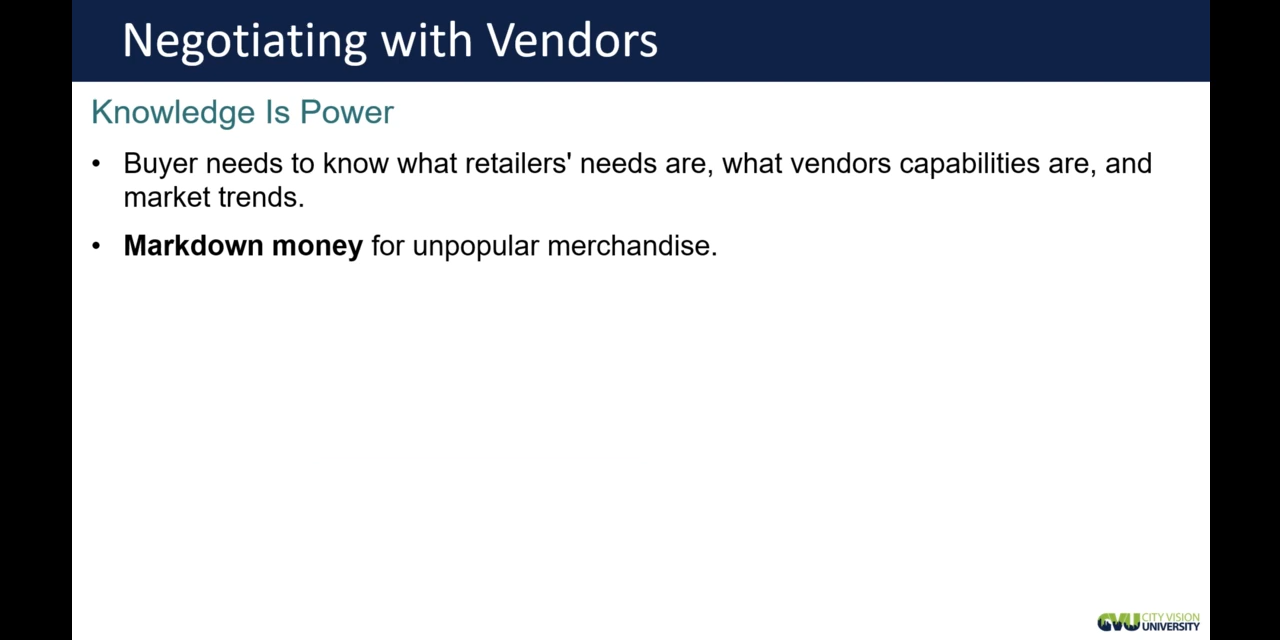 Negotiating with Vendors
Knowledge Is Power
• Buyer needs to know what retailers' needs are, what vendors capabilities are, and
market trends.
• Markdown money for unpopular merchandise.
CVU CITY VISION
UNIVERSITY